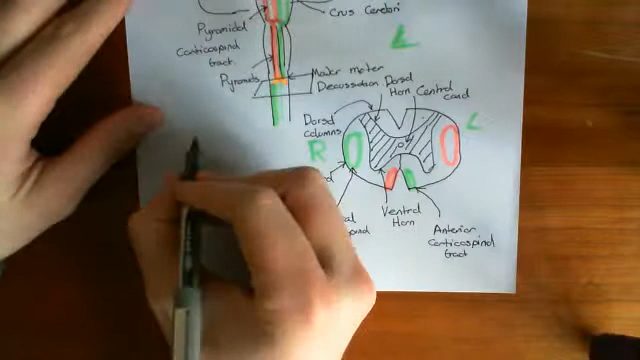 Pyramidal
Corticospinal
tract
Crus Cerebri
L
Pyramids
Major motor
Decussation
Dorsal
Horn
Central
canal
Dorsal
columns
R
L
Ventral
Horn
Anterior
Corticospinal
tract